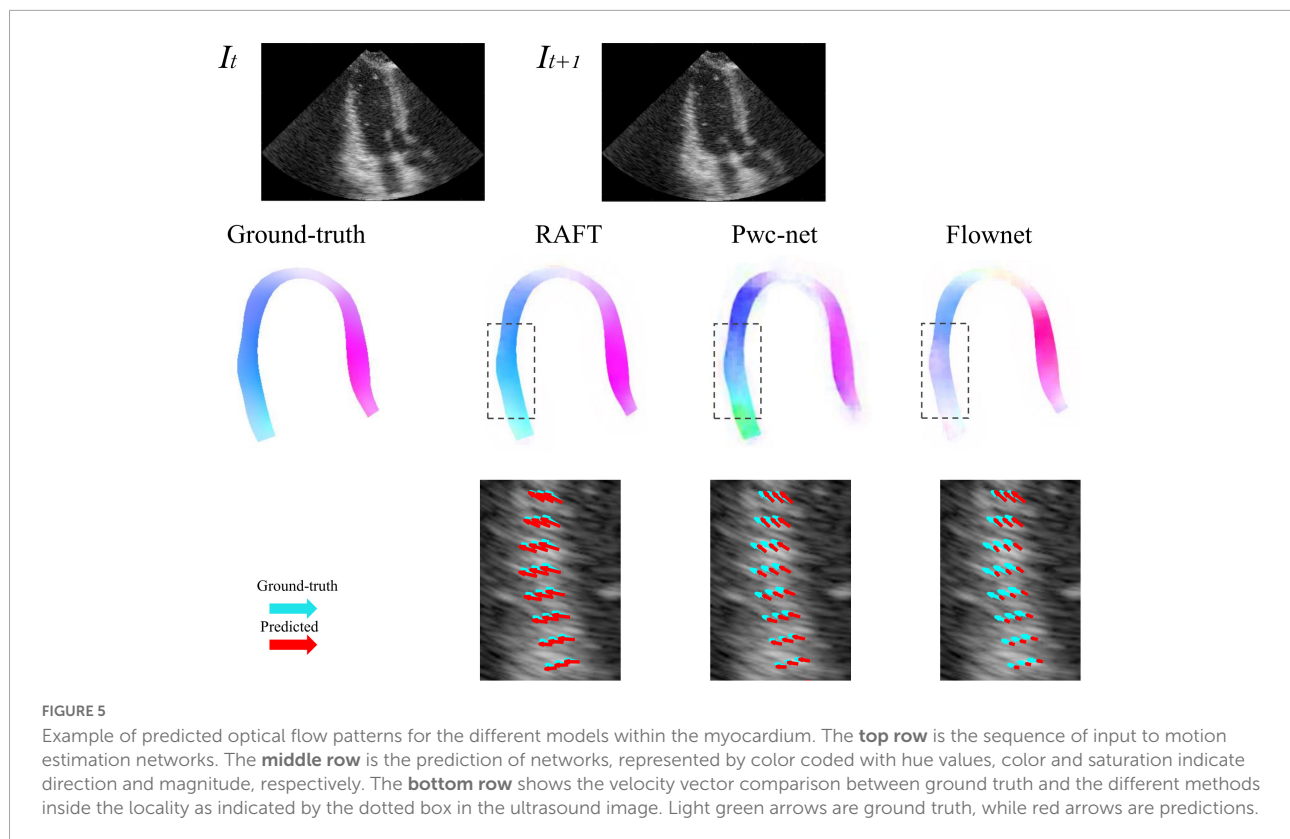 It It+1
Ground-truth RAFT Pwc-net Flownet
Ground-truth
Predicted
FIGURE 5
Example of predicted optical flow patterns for the different models within the myocardium. The top row is the sequence of input to motion
estimation networks. The middle row is the prediction of networks, represented by color coded with hue values, color and saturation indicate
direction and magnitude, respectively. The bottom row shows the velocity vector comparison between ground truth and the different methods
inside the locality as indicated by the dotted box in the ultrasound image. Light green arrows are ground truth, while red arrows are predictions.